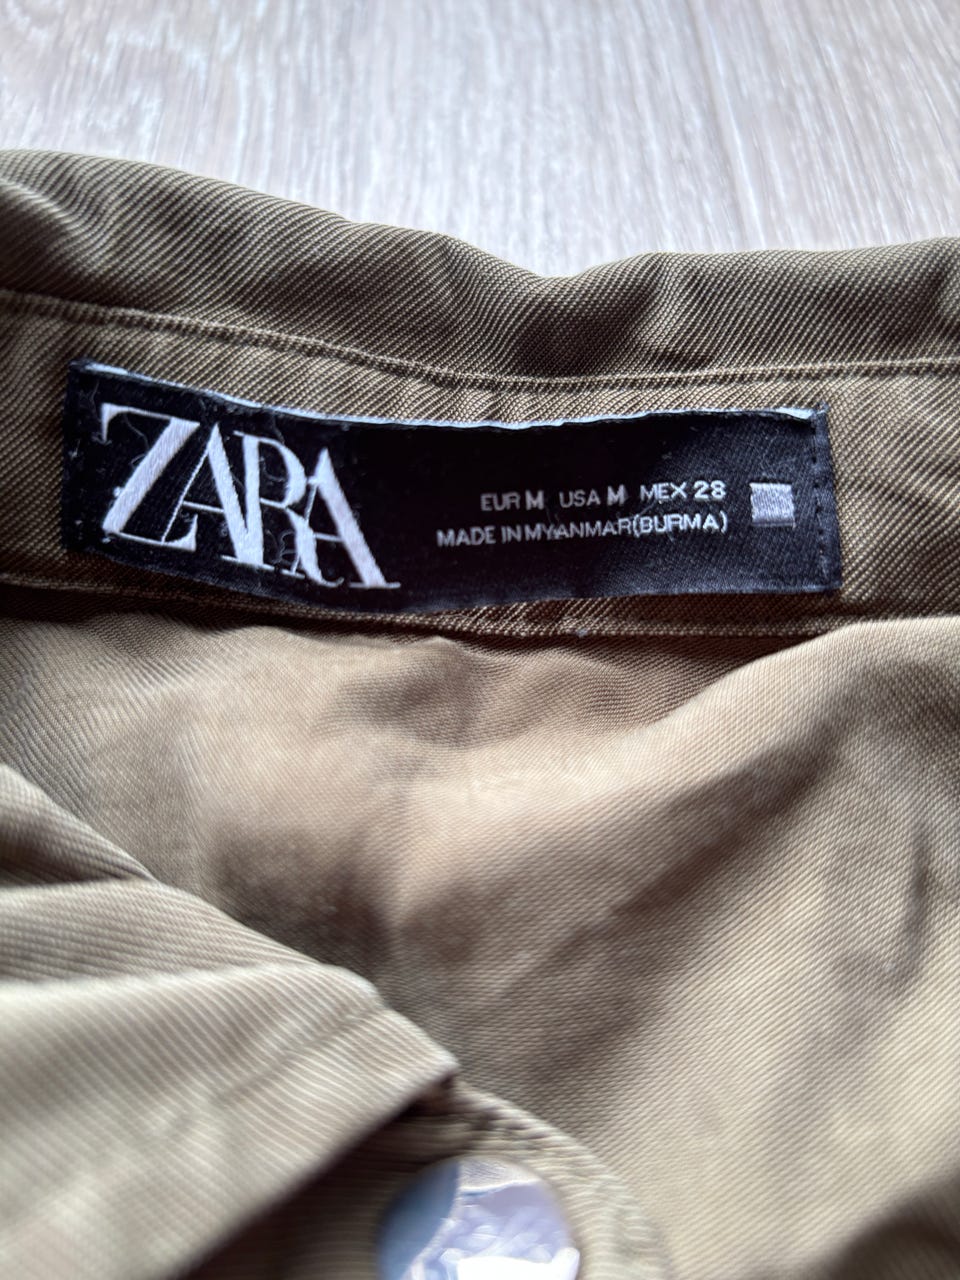 ZARA
EUR M USA M MEX 28
MADE IN MYANMAR(BURMA)